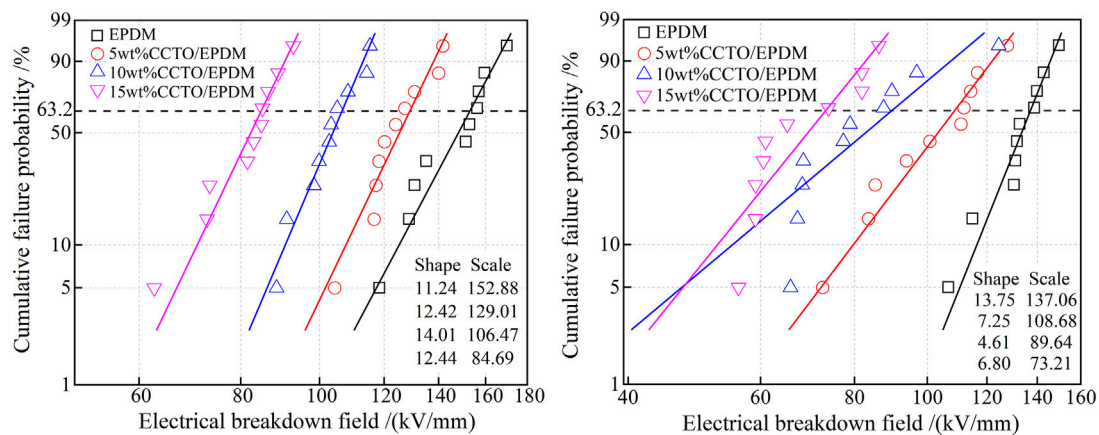 Cumulative failure probability /%
99
90
63.2
50
10
5
1
EPDM
5wt%CCTO/EPDM
10wt%CCTO/EPDM
15wt%CCTO/EPDM
Shape Scale
11.24 152.88
12.42 129.01
14.01 106.47
12.44 84.69
60 80 100 120 140 160 180
Electrical breakdown field /(kV/mm)
Cumulative failure probability /%
99
90
63.2
50
10
5
1
EPDM
5wt%CCTO/EPDM
10wt%CCTO/EPDM
15wt%CCTO/EPDM
Shape Scale
13.75 137.06
7.25 108.68
4.61 89.64
6.80 73.21
40 60 80 100 120 140 160
Electrical breakdown field /(kV/mm)